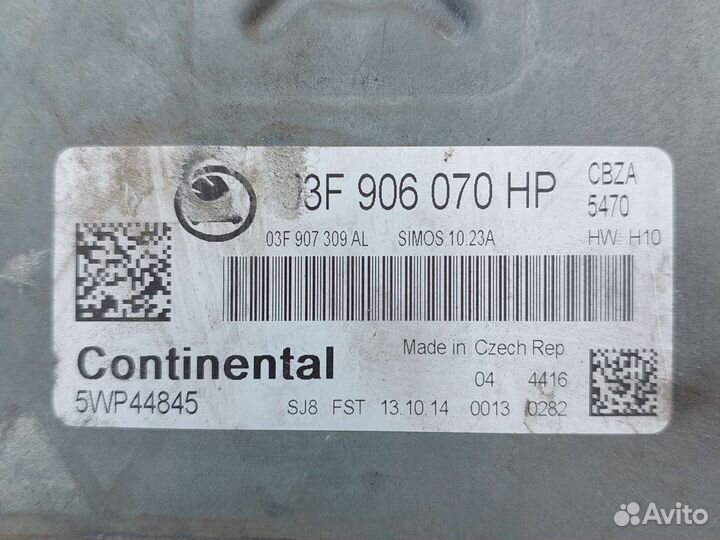 03F 906 070 HP
CBZA
5470
03F 907 309 AL SIMOS 10.23A
HW: H10
Continental
Made in Czech Rep.
04 4416
5WP44845
SJ8 FST 13.10.14 0013 0282
Avito